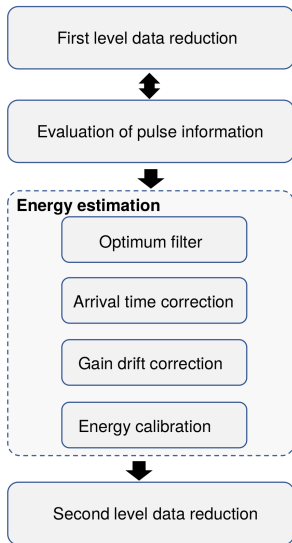 First level data reduction
Evaluation of pulse information
Energy estimation
Optimum filter
Arrival time correction
Gain drift correction
Energy calibration
Second level data reduction